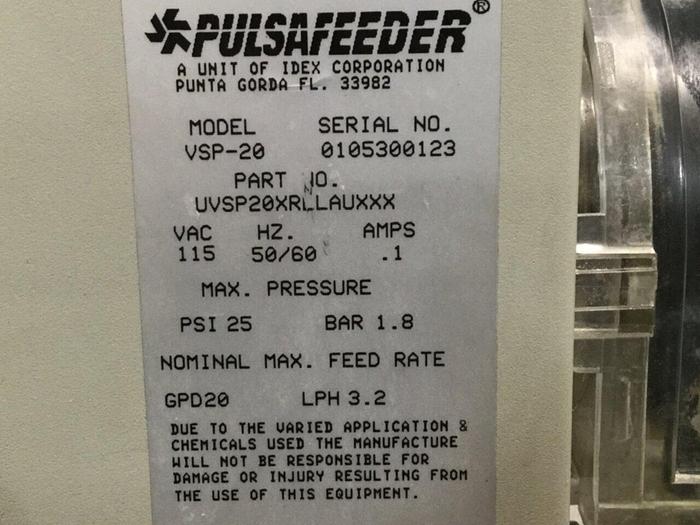 PULSAFEEDER®
A UNIT OF IDEX CORPORATION
PUNTA GORDA FL. 33982
MODEL SERIAL NO.
VSP-20 0105300123
PART NO.
UVSP20XRLLAUXXX
VAC HZ. AMPS
115 50/60 .1
MAX. PRESSURE
PSI 25 BAR 1.8
NOMINAL MAX. FEED RATE
GPD20 LPH 3.2
DUE TO THE VARIED APPLICATION &
CHEMICALS USED THE MANUFACTURE
WILL NOT BE RESPONSIBLE FOR
DAMAGE OR INJURY RESULTING FROM
THE USE OF THIS EQUIPMENT.